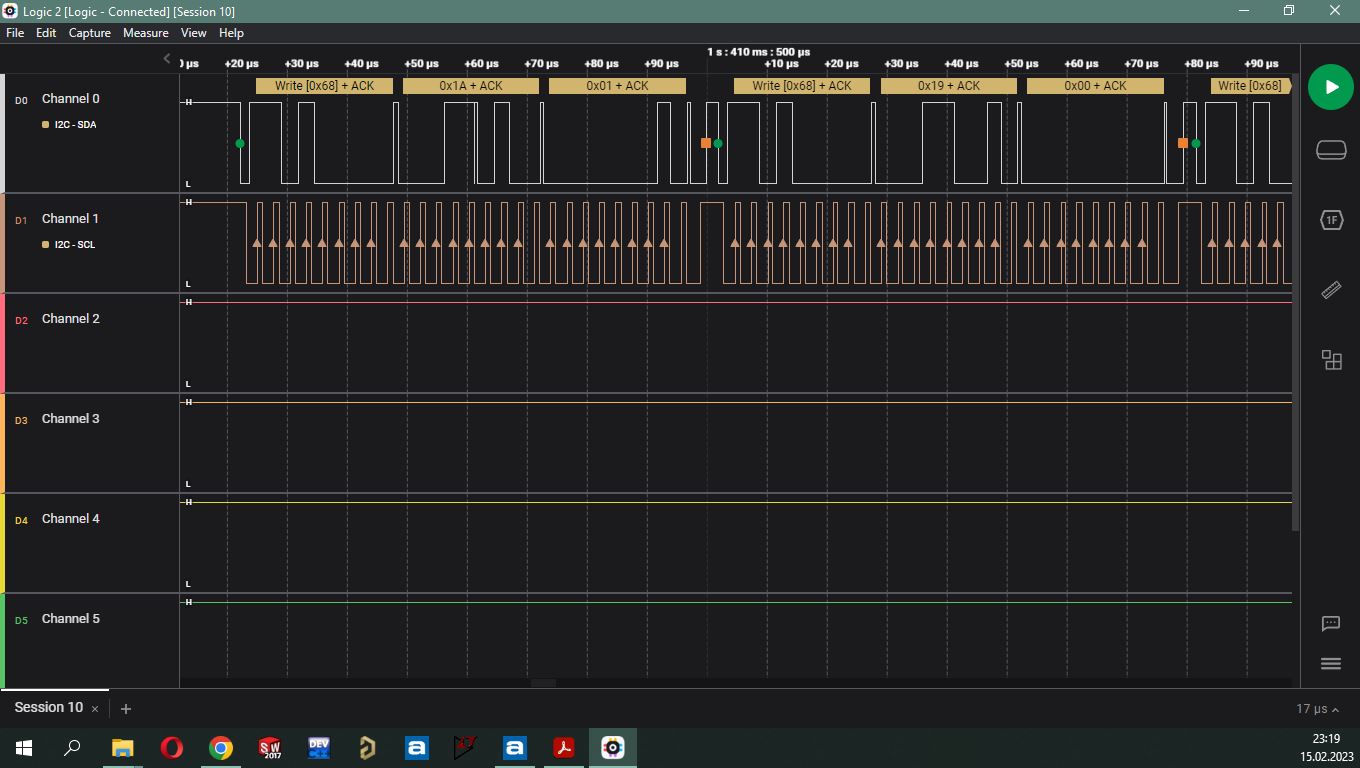 Logic 2 [Logic - Connected] [Session 10]
File Edit Capture Measure View Help
1 s : 410 ms : 500 µs
+20 µs +30 µs +40 µs +50 µs +60 µs +70 µs +80 µs +90 µs +10 µs +20 µs +30 µs +40 µs +50 µs +60 µs +70 µs +80 µs +90 µs
Write [0x68] + ACK 0x1A + ACK 0x01 + ACK Write [0x68] + ACK 0x19 + ACK 0x00 + ACK Write [0x68]
D0 Channel 0 H
I2C - SDA
L
H
D1 Channel 1
1F
I2C - SCL
L
H
D2 Channel 2
L
H
D3 Channel 3
L
H
D4 Channel 4
L
H
D5 Channel 5
Session 10 × +
17 µs
SW 2017
DEV C++
a
a
23:19
15.02.2023